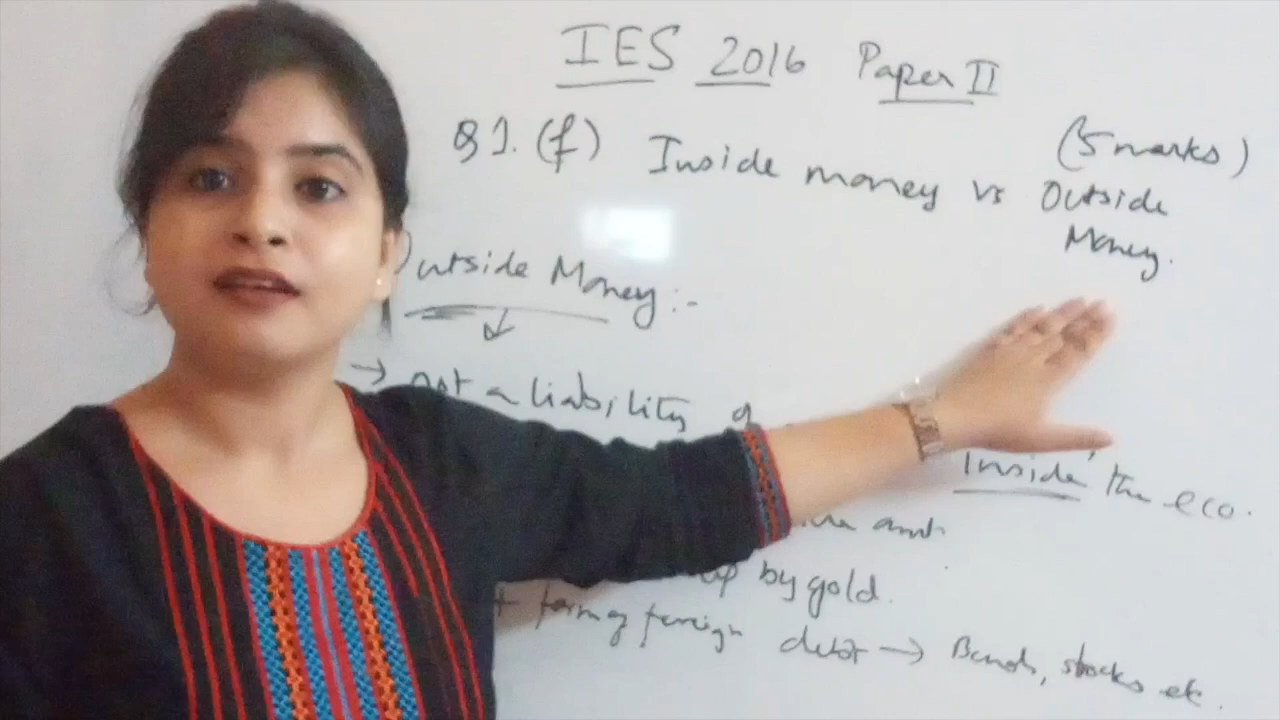 IES 2016 Paper II
Q1. (f) Inside money vs Outside Money. (5 marks)
Outside Money:-
→ not a liability
"Inside" the eco.
by gold.
foreign debt → Bonds, stocks etc.